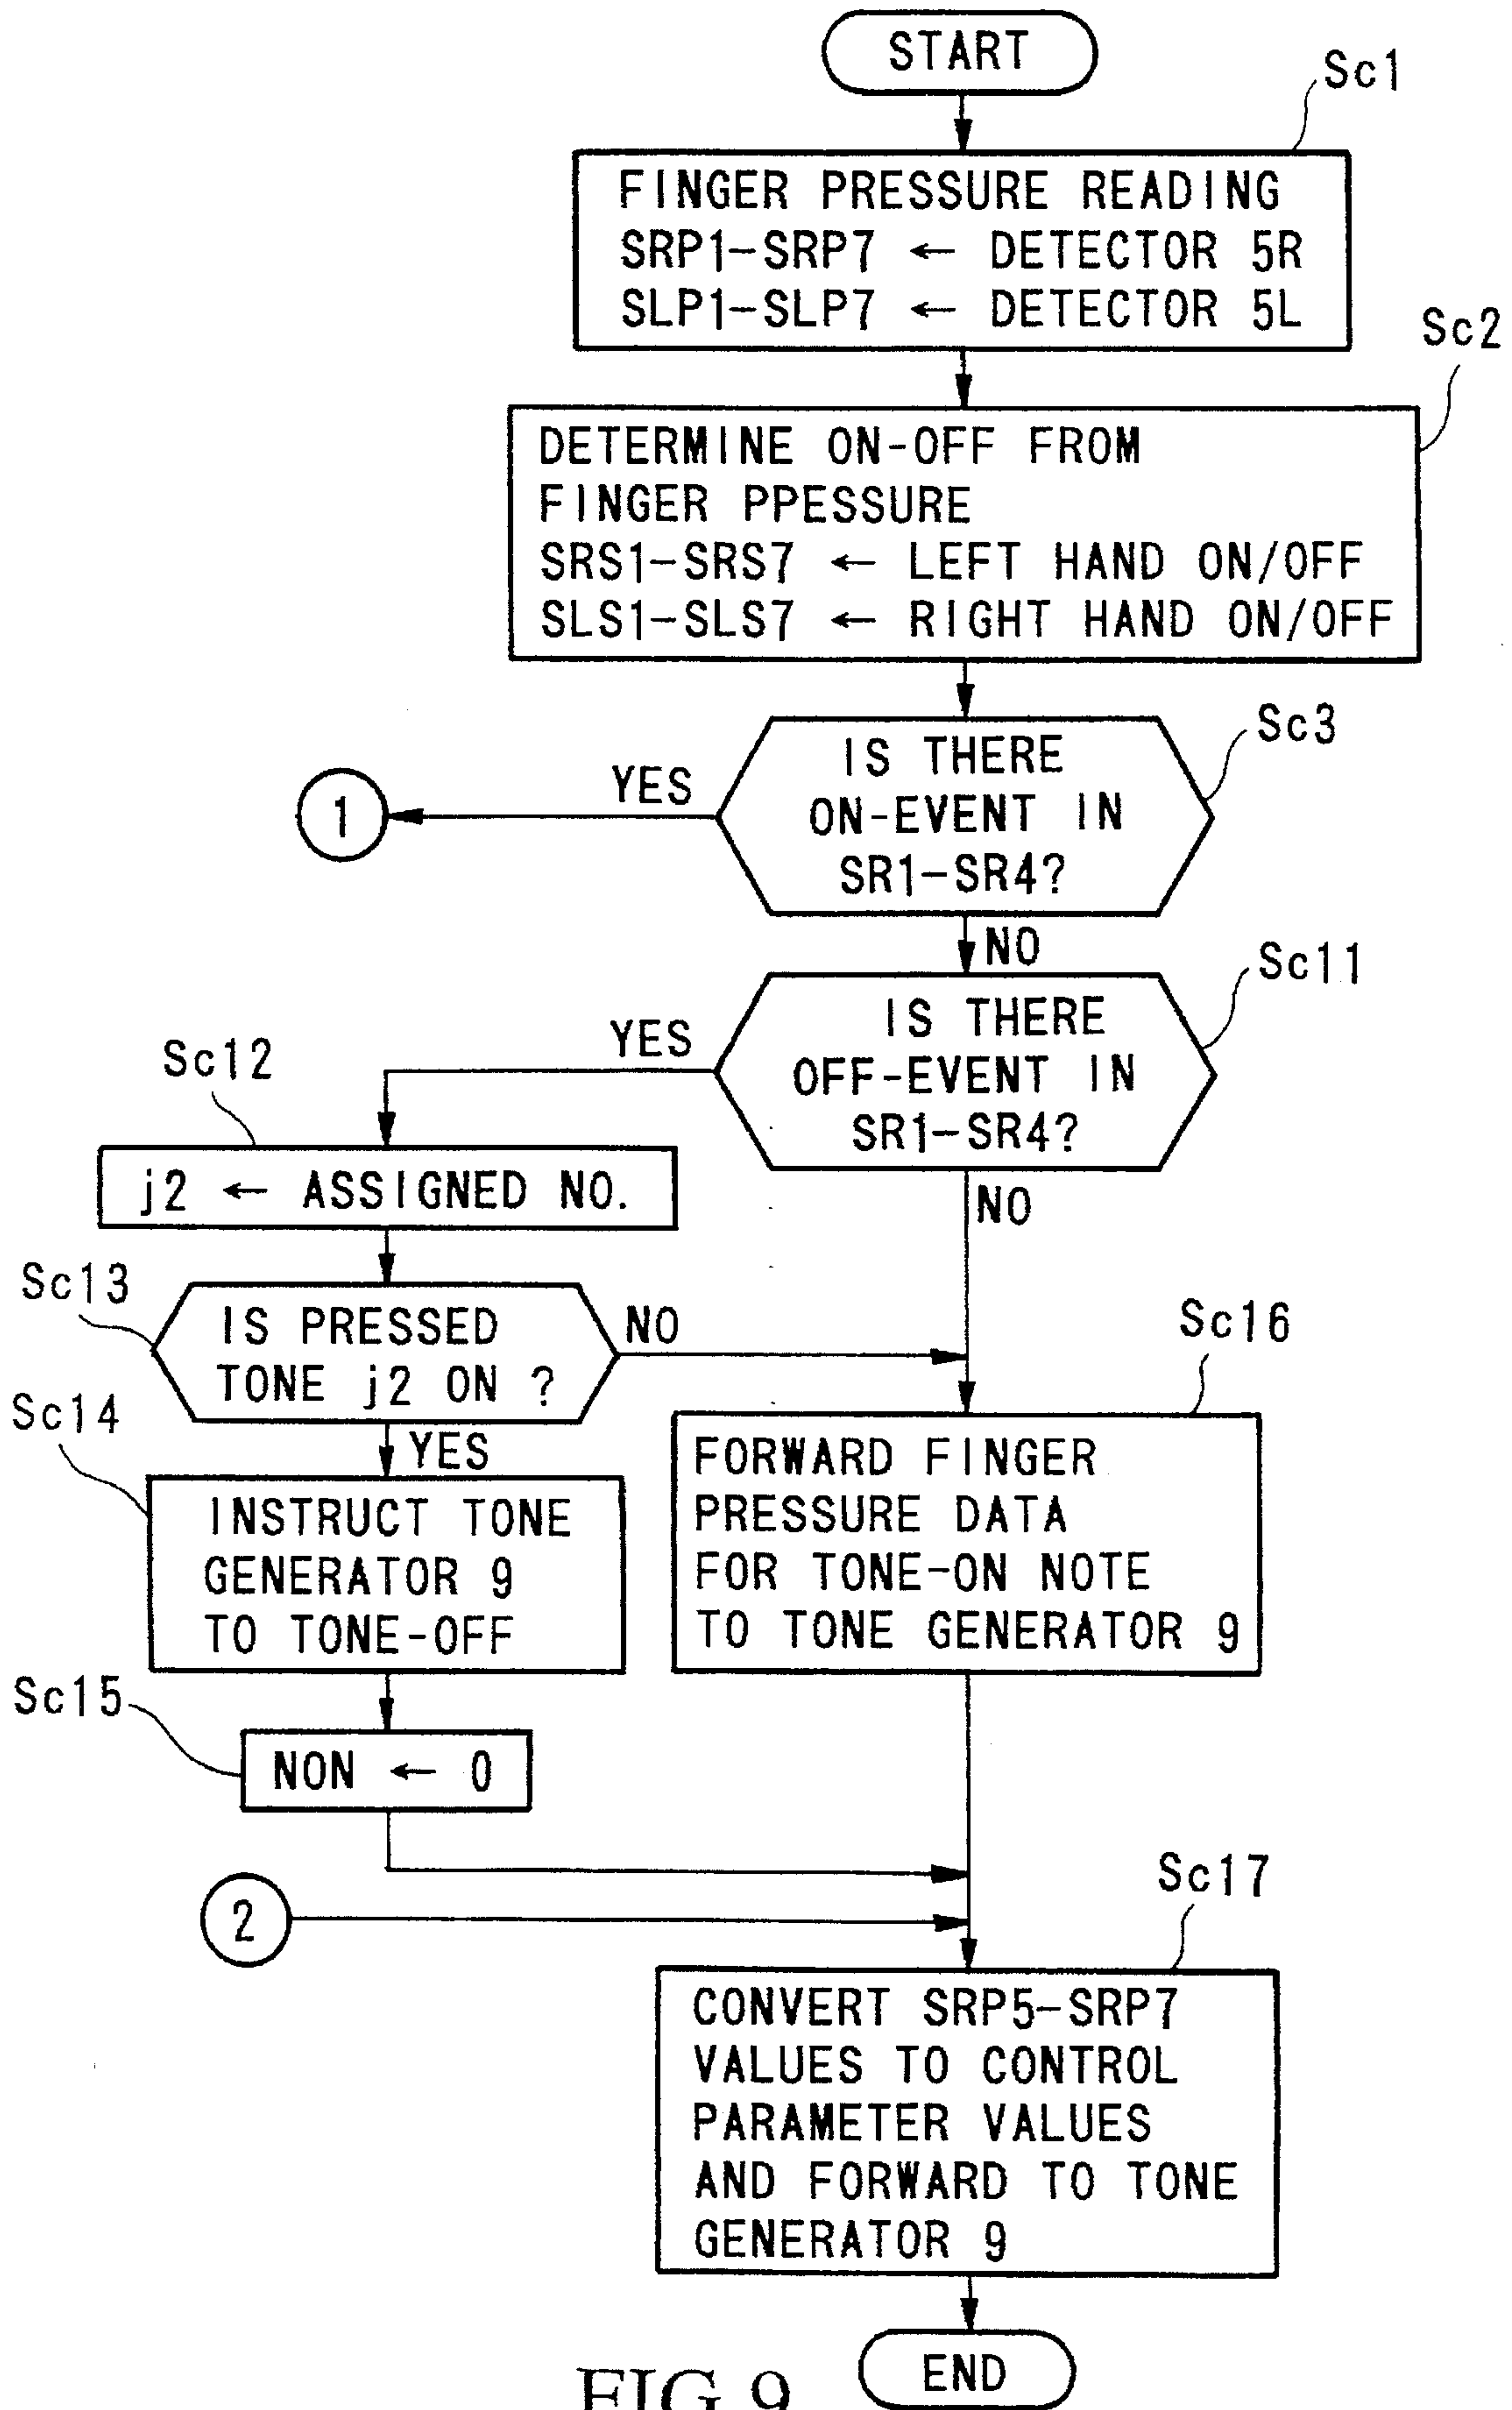 START
Sc1
FINGER PRESSURE READING
SRP1-SRP7 ← DETECTOR 5R
SLP1-SLP7 ← DETECTOR 5L
Sc2
DETERMINE ON-OFF FROM
FINGER PPESSURE
SRS1-SRS7 ← LEFT HAND ON/OFF
SLS1-SLS7 ← RIGHT HAND ON/OFF
Sc3
IS THERE
ON-EVENT IN
SR1-SR4?
YES
1
NO
Sc11
IS THERE
OFF-EVENT IN
SR1-SR4?
YES
NO
Sc12
j2 ← ASSIGNED NO.
Sc13
IS PRESSED
TONE j2 ON ?
NO
YES
Sc14
INSTRUCT TONE
GENERATOR 9
TO TONE-OFF
Sc15
NON ← 0
Sc16
FORWARD FINGER
PRESSURE DATA
FOR TONE-ON NOTE
TO TONE GENERATOR 9
2
Sc17
CONVERT SRP5-SRP7
VALUES TO CONTROL
PARAMETER VALUES
AND FORWARD TO TONE
GENERATOR 9
END
FIG.9